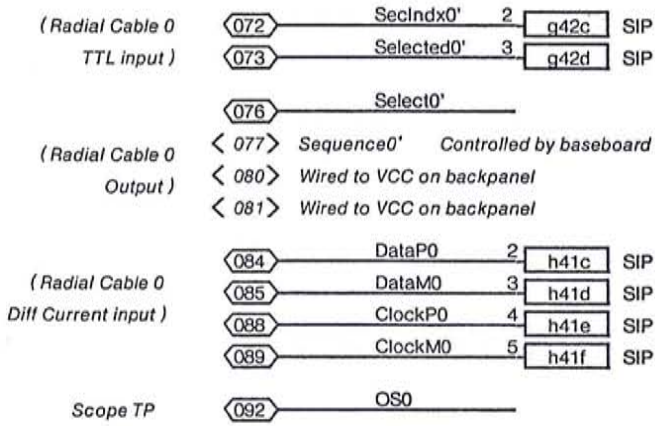 ( Radial Cable 0 072 SecIndx0' 2 g42c SIP
TTL input ) 073 Selected0' 3 g42d SIP
076 Select0'
( Radial Cable 0 < 077 > Sequence0' Controlled by baseboard
Output ) < 080 > Wired to VCC on backpanel
< 081 > Wired to VCC on backpanel
084 DataP0 2 h41c SIP
( Radial Cable 0 085 DataM0 3 h41d SIP
Diff Current input ) 088 ClockP0 4 h41e SIP
089 ClockM0 5 h41f SIP
Scope TP 092 OS0